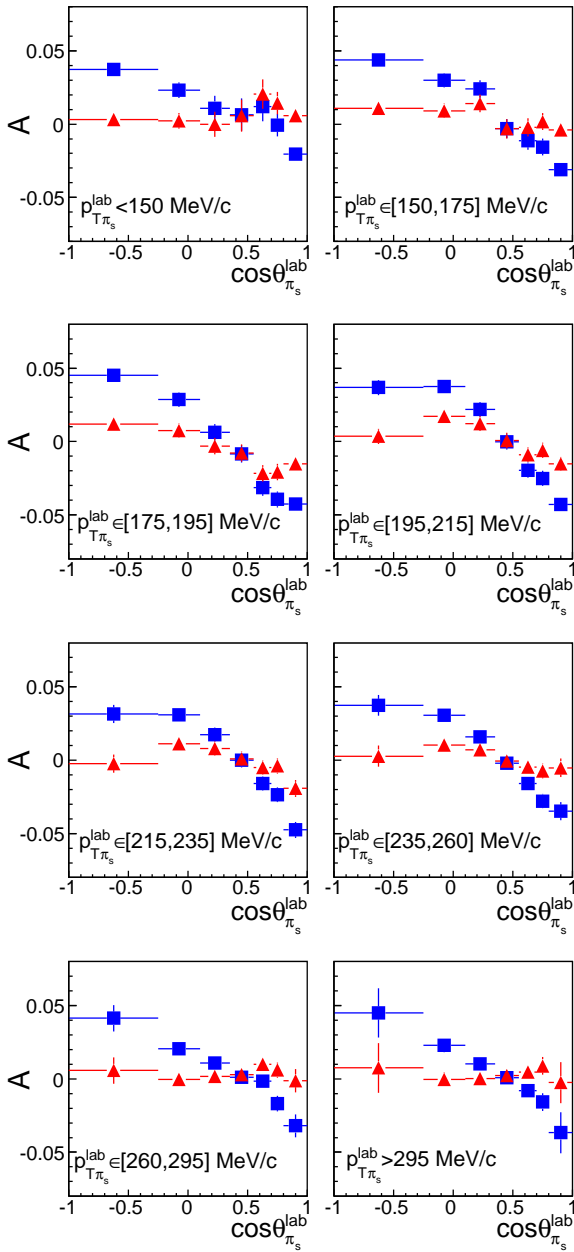 A
0.05
0
-0.05
p_{Tπ_s}^{lab}<150 MeV/c
p_{Tπ_s}^{lab}∈[150,175] MeV/c
-1 -0.5 0 0.5 1
-1 -0.5 0 0.5 1
cosθ_{π_s}^{lab}
cosθ_{π_s}^{lab}
A
0.05
0
-0.05
p_{Tπ_s}^{lab}∈[175,195] MeV/c
p_{Tπ_s}^{lab}∈[195,215] MeV/c
-1 -0.5 0 0.5 1
-1 -0.5 0 0.5 1
cosθ_{π_s}^{lab}
cosθ_{π_s}^{lab}
A
0.05
0
-0.05
p_{Tπ_s}^{lab}∈[215,235] MeV/c
p_{Tπ_s}^{lab}∈[235,260] MeV/c
-1 -0.5 0 0.5 1
-1 -0.5 0 0.5 1
cosθ_{π_s}^{lab}
cosθ_{π_s}^{lab}
A
0.05
0
-0.05
p_{Tπ_s}^{lab}∈[260,295] MeV/c
p_{Tπ_s}^{lab}>295 MeV/c
-1 -0.5 0 0.5 1
-1 -0.5 0 0.5 1
cosθ_{π_s}^{lab}
cosθ_{π_s}^{lab}